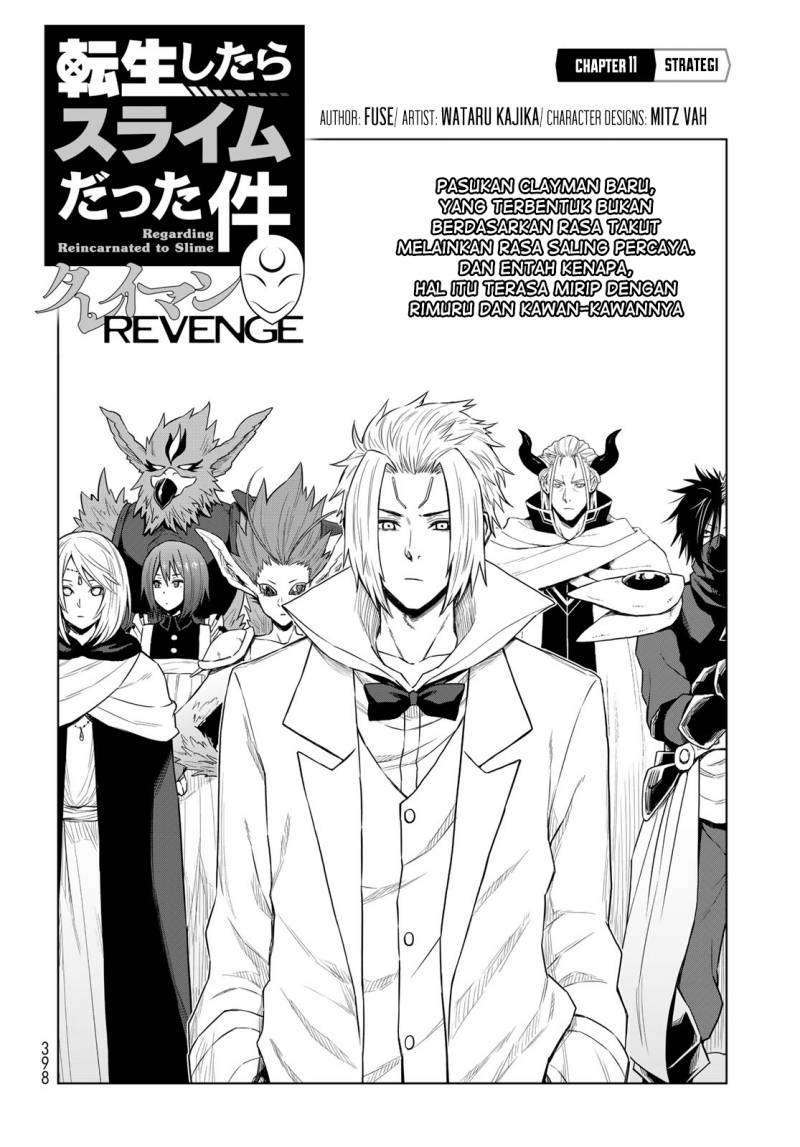 転生したら
スライム
だった件
Regarding
Reincarnated to Slime
クレイマン
REVENGE
CHAPTER 11 STRATEGI
AUTHOR: FUSE/ ARTIST: WATARU KAJIKA/ CHARACTER DESIGNS: MITZ VAH
PASUKAN CLAYMAN BARU,
YANG TERBENTUK BUKAN
BERDASARKAN RASA TAKUT
MELAINKAN RASA SALING PERCAYA.
DAN ENTAH KENAPA,
HAL ITU TERASA MIRIP DENGAN
RIMURU DAN KAWAN-KAWANNYA
398